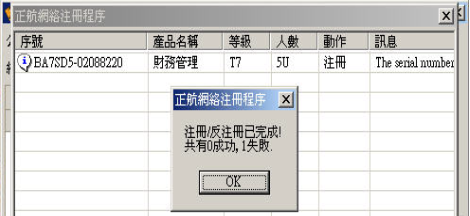 正航網絡注冊程序
序號 產品名稱 等級 人數 動作 訊息
BA7SD5-02088220 財務管理 T7 5U 注冊 The serial number
正航網絡注冊程序
注冊/反注冊已完成!
共有0成功,1失敗.
OK